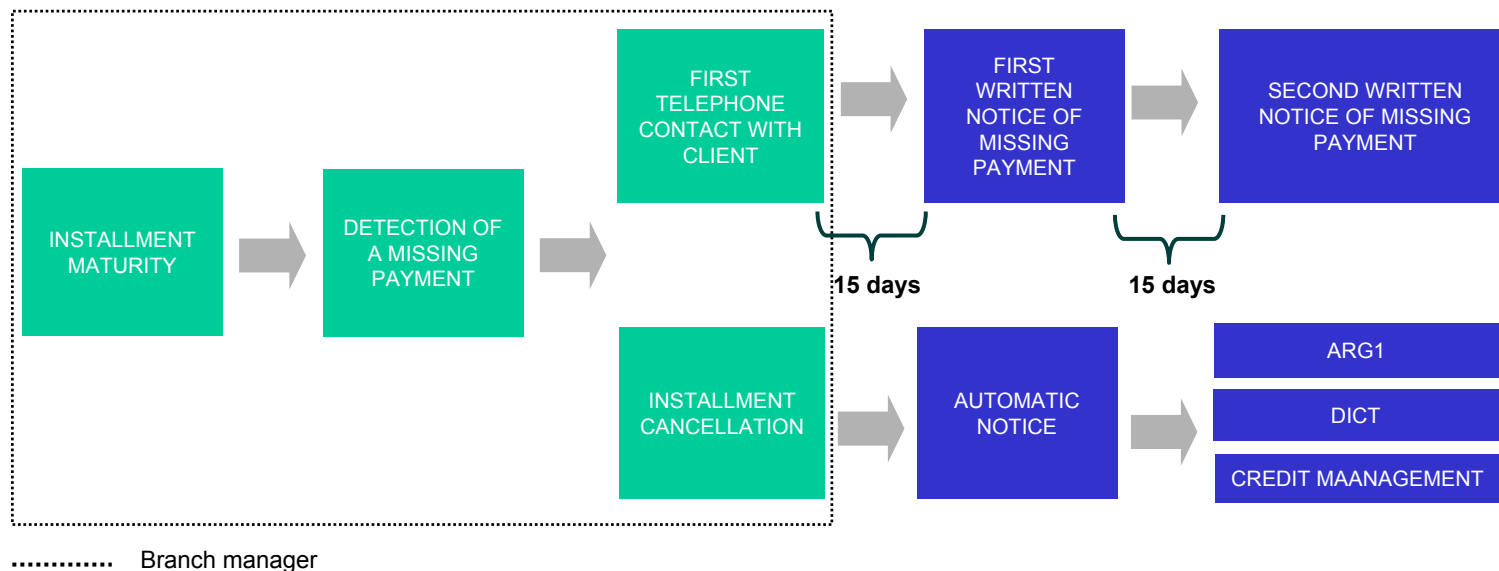 FIRST
TELEPHONE
CONTACT WITH
CLIENT
FIRST
WRITTEN
NOTICE OF
MISSING
PAYMENT
SECOND WRITTEN
NOTICE OF MISSING
PAYMENT
INSTALLMENT
MATURITY
DETECTION OF
A MISSING
PAYMENT
15 days
15 days
INSTALLMENT
CANCELLATION
AUTOMATIC
NOTICE
ARG1
DICT
CREDIT MAANAGEMENT
Branch manager